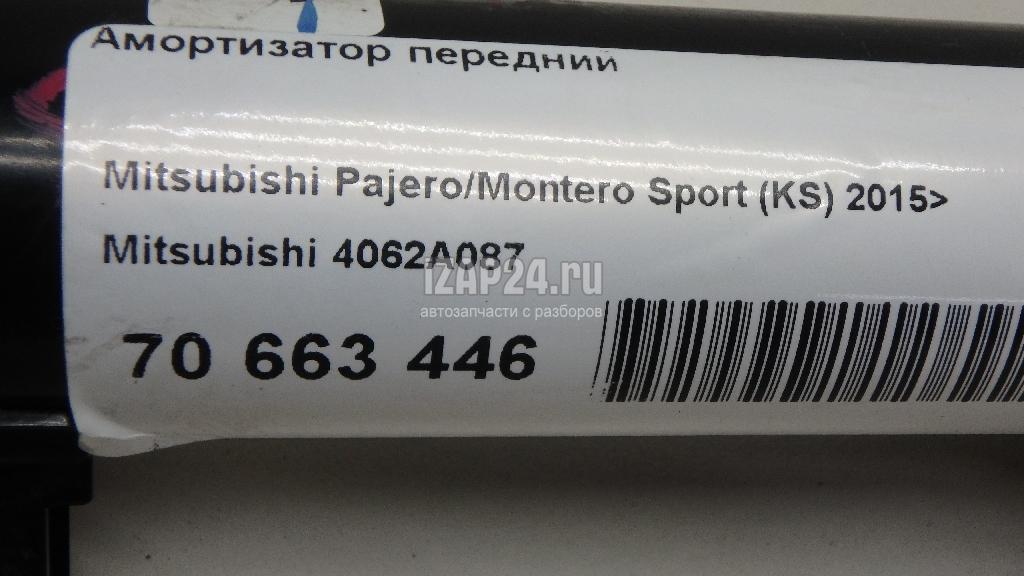 Амортизатор передний
Mitsubishi Pajero/Montero Sport (KS) 2015>
Mitsubishi 4062A087
IZAP24.ru
автозапчасти с разборов
70 663 446